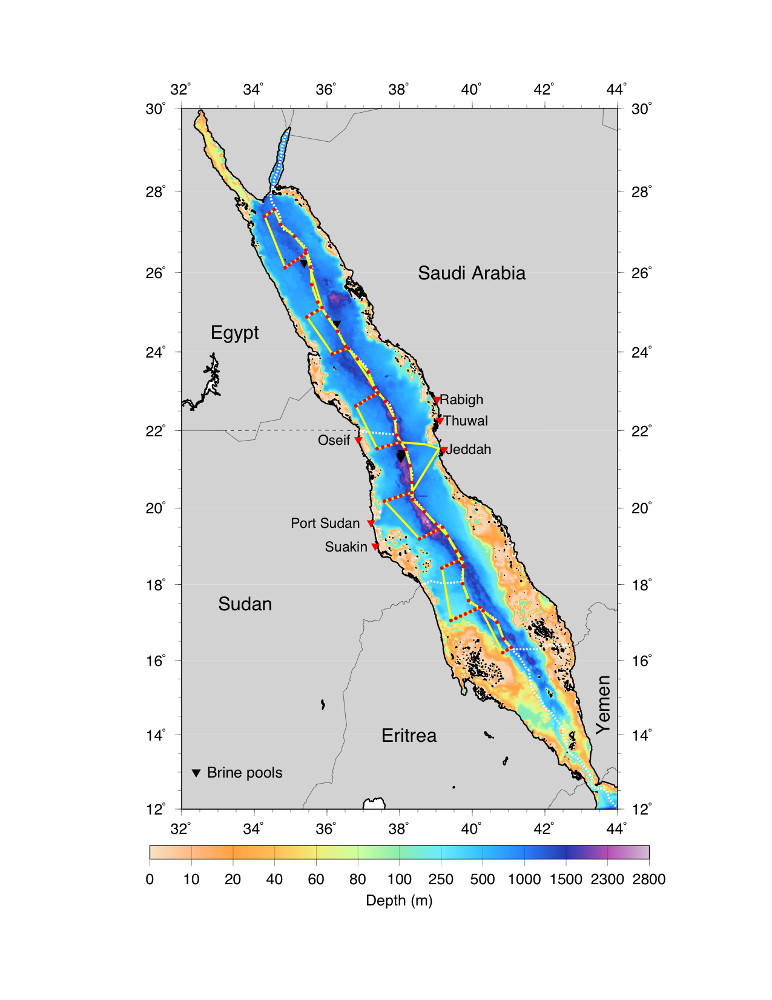 32° 34° 36° 38° 40° 42° 44°
30° 30°
28° 28°
26° Saudi Arabia 26°
Egypt
24° 24°
Rabigh
Thuwal
22° 22°
Oseif Jeddah
20° 20°
Port Sudan
Suakin
18° 18°
Sudan
16° 16°
Yemen
14° Eritrea 14°
Brine pools
12° 12°
32° 34° 36° 38° 40° 42° 44°
0 10 20 40 60 80 100 250 500 1000 1500 2300 2800
Depth (m)